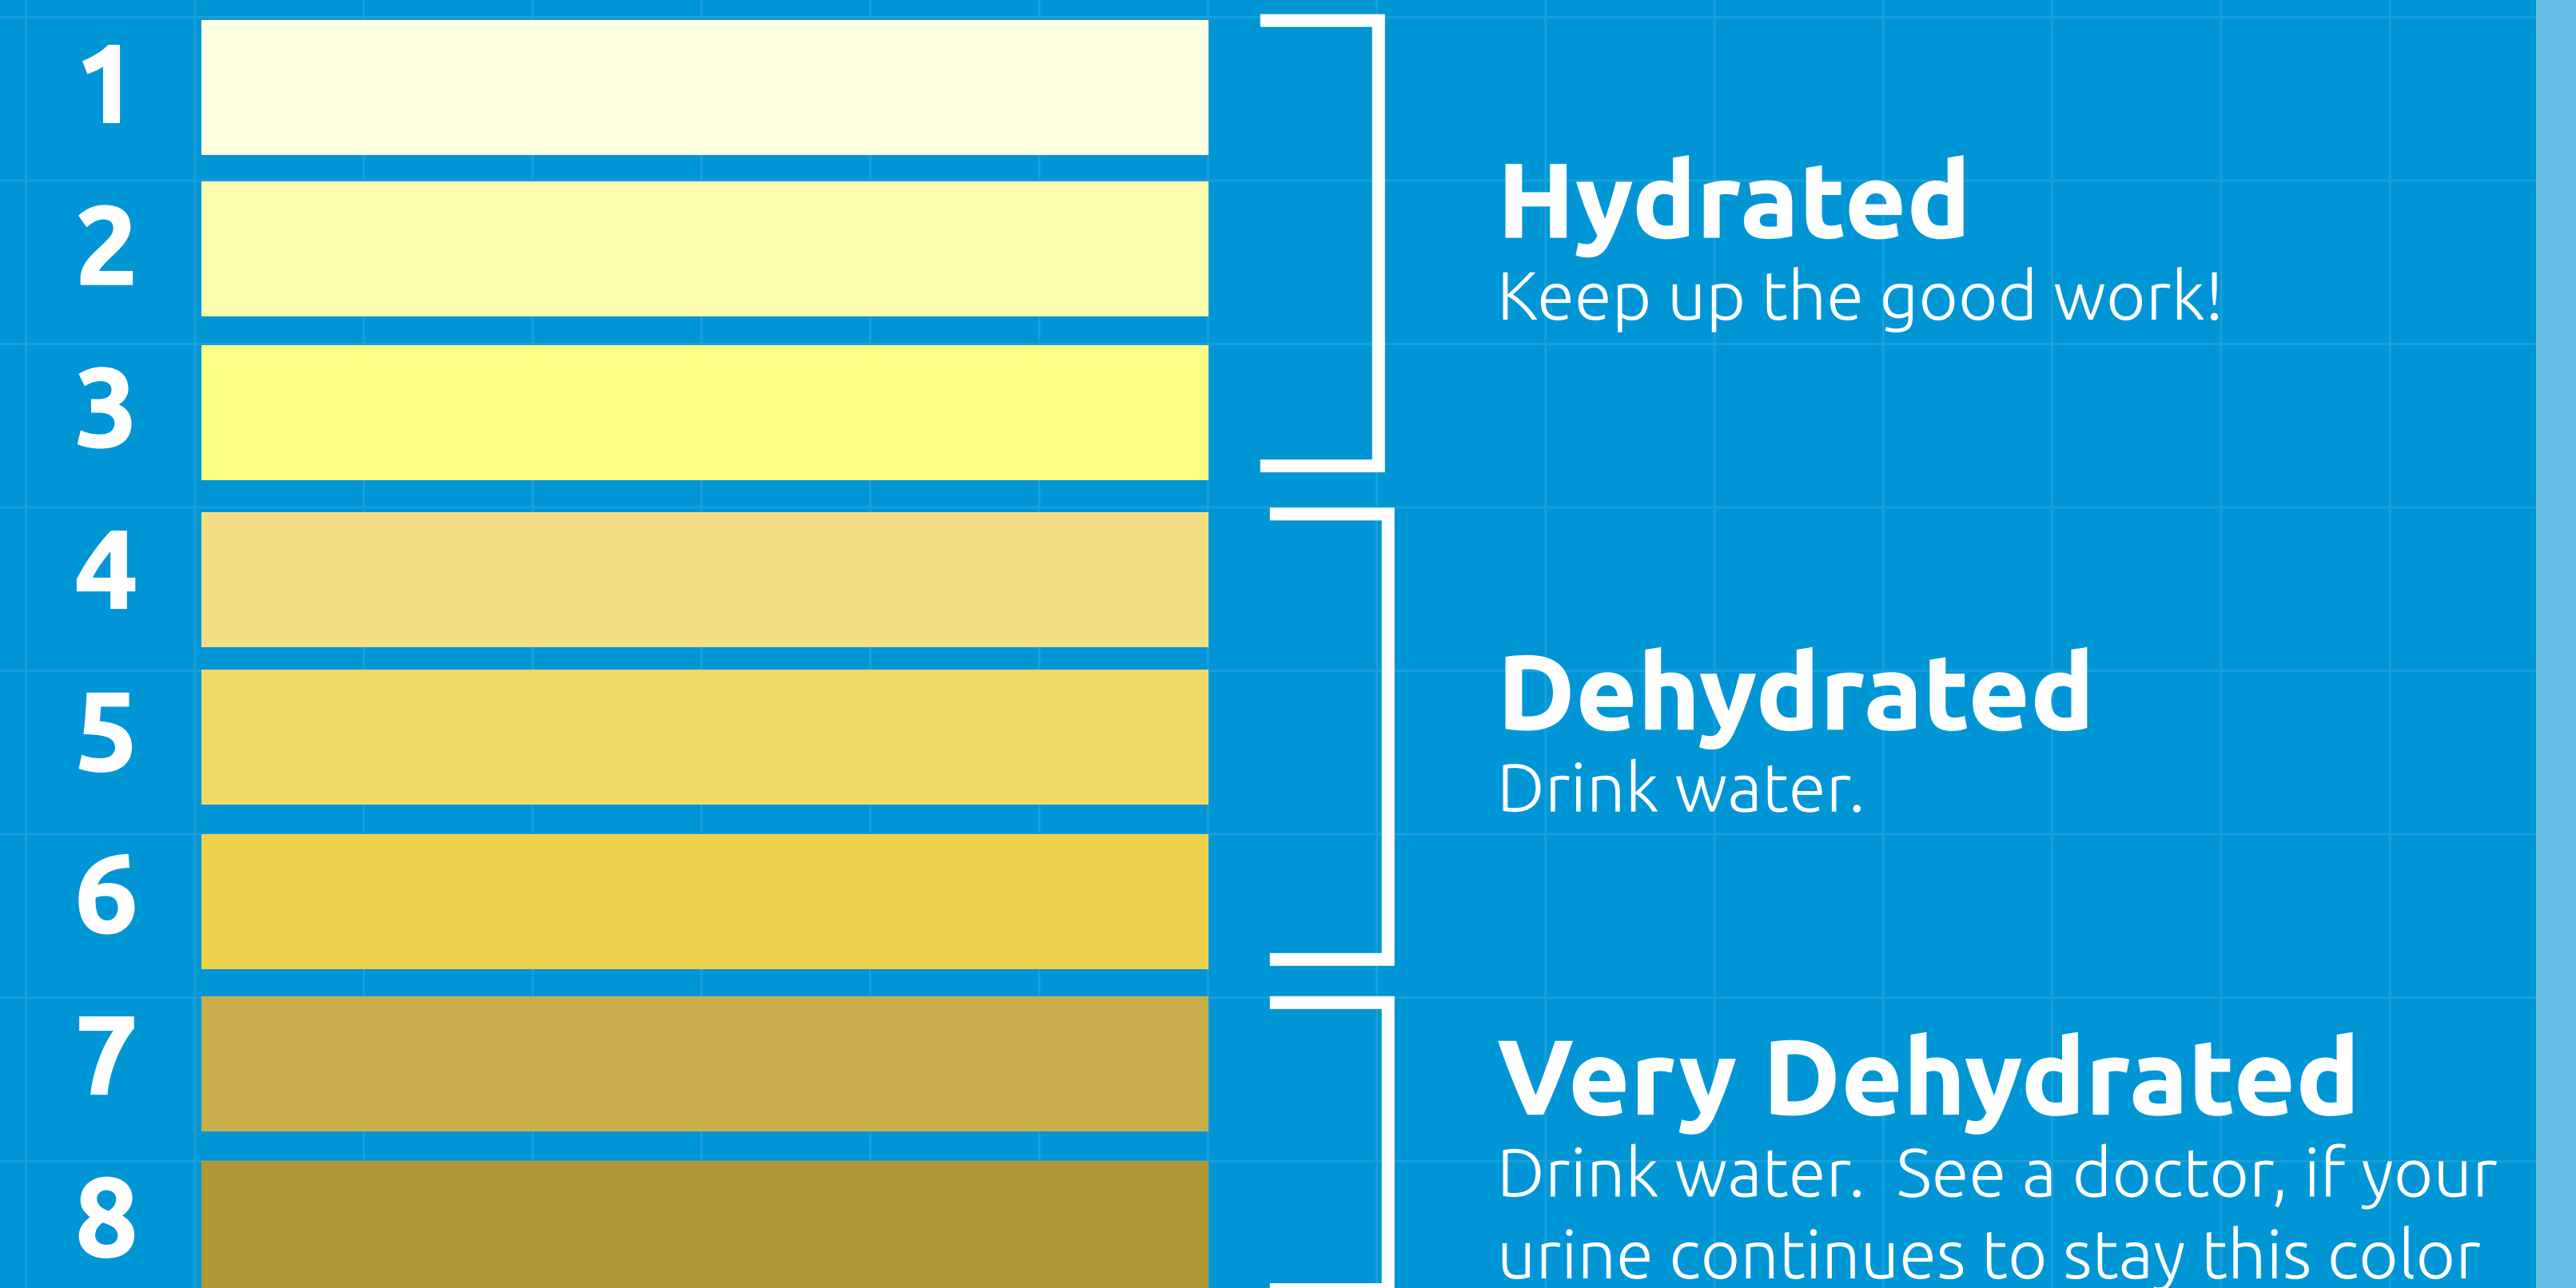 1
2
3
Hydrated
Keep up the good work!
4
5
6
Dehydrated
Drink water.
7
8
Very Dehydrated
Drink water.  See a doctor, if your
urine continues to stay this color